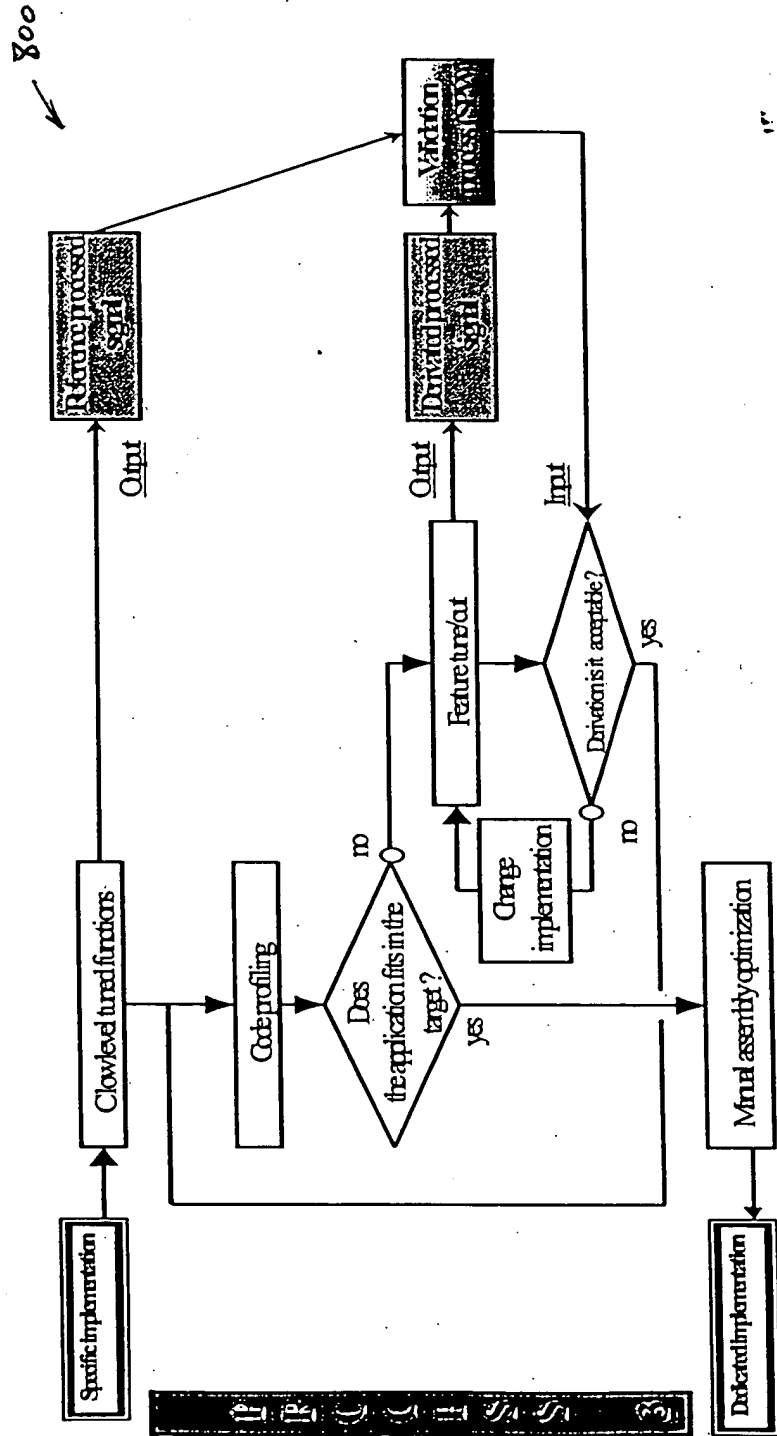 800
Specific implementation
C low level tuned functions
Output
Reference processed
signal
Code profiling
Does
the application fits in the
target ?
no
yes
Feature tune/cut
Output
Derivated processed
signal
Validation
process (SPW)
Change
implementation
Input
Derivation is it acceptable ?
no
yes
Manual assembly optimization
Dedicated implementation
PROCESS 3